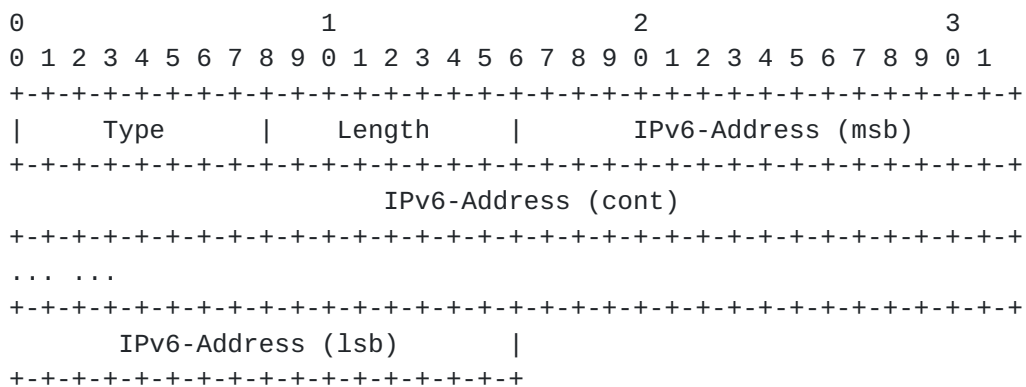 0                   1                   2                   3
0 1 2 3 4 5 6 7 8 9 0 1 2 3 4 5 6 7 8 9 0 1 2 3 4 5 6 7 8 9 0 1
+-+-+-+-+-+-+-+-+-+-+-+-+-+-+-+-+-+-+-+-+-+-+-+-+-+-+-+-+-+-+-+-+
|     Type      |    Length     |       IPv6-Address (msb)
+-+-+-+-+-+-+-+-+-+-+-+-+-+-+-+-+-+-+-+-+-+-+-+-+-+-+-+-+-+-+-+-+
                        IPv6-Address (cont)
+-+-+-+-+-+-+-+-+-+-+-+-+-+-+-+-+-+-+-+-+-+-+-+-+-+-+-+-+-+-+-+-+
... ...
+-+-+-+-+-+-+-+-+-+-+-+-+-+-+-+-+-+-+-+-+-+-+-+-+-+-+-+-+-+-+-+-+
       IPv6-Address (lsb)       |
+-+-+-+-+-+-+-+-+-+-+-+-+-+-+-+-+